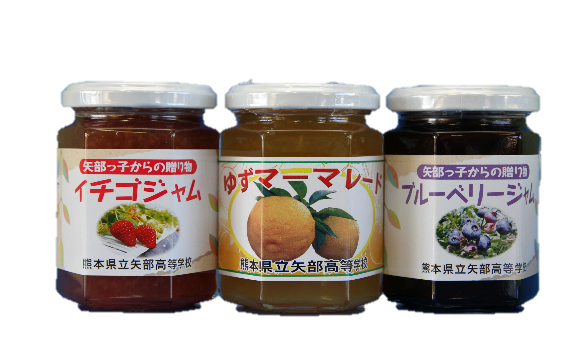 矢部っ子からの贈り物
イチゴジャム
熊本県立矢部高等学校
ゆずマーマレード
熊本県立矢部高等学校
矢部っ子からの贈り物
ブルーベリージャム
熊本県立矢部高等学校